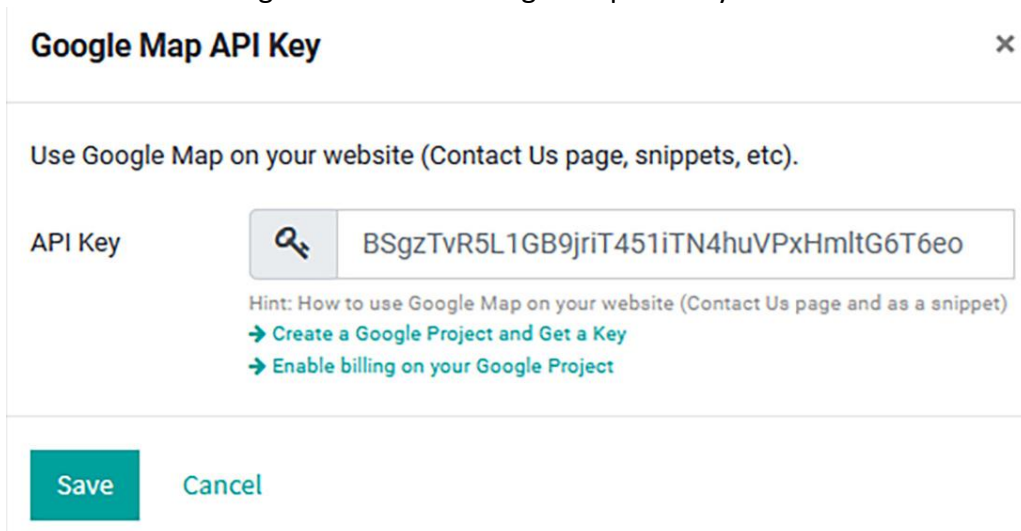 Google Map API Key
Use Google Map on your website (Contact Us page, snippets, etc).
API Key BSgzTvR5L1GB9jriT451iTN4huVPxHmltG6T6eo
Hint: How to use Google Map on your website (Contact Us page and as a snippet)
Create a Google Project and Get a Key
Enable billing on your Google Project
Save Cancel